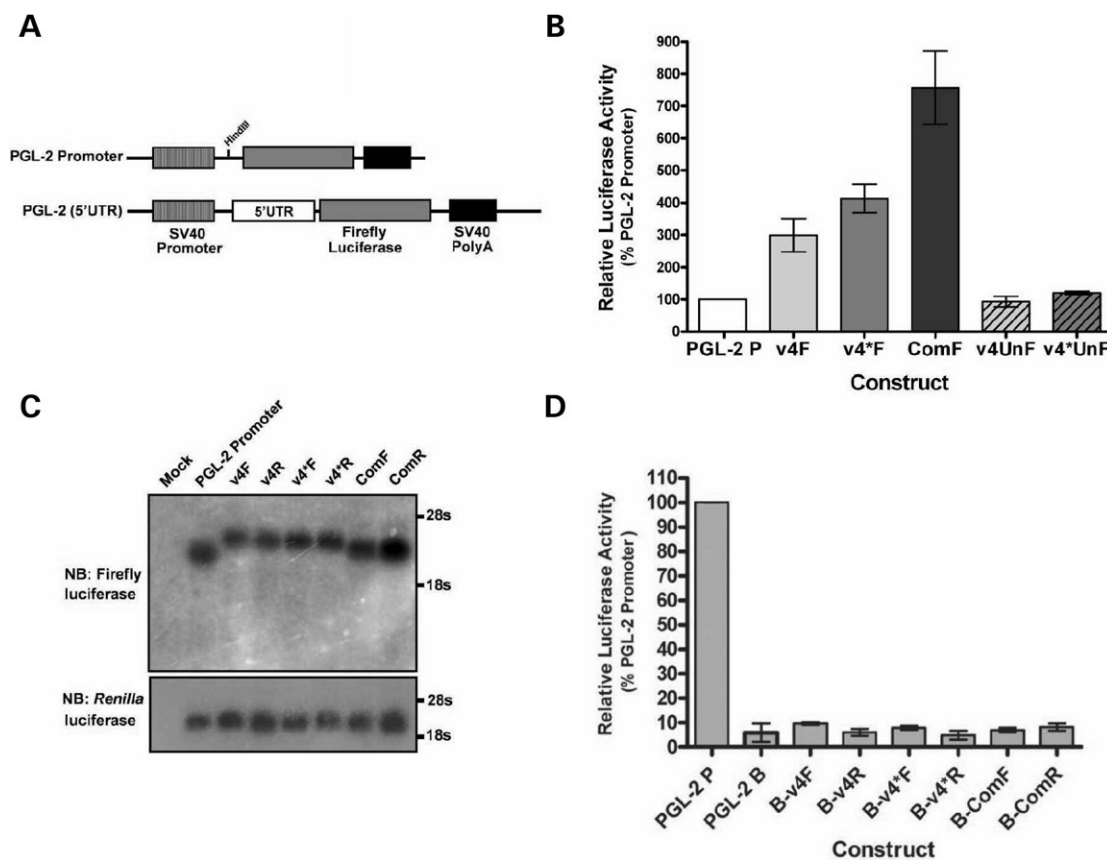 A
HindIII
PGL-2 Promoter
PGL-2 (5'UTR)
5'UTR
SV40
Promoter
Firefly
Luciferase
SV40
PolyA
B
Relative Luciferase Activity
(% PGL-2 Promoter)
900
800
700
600
500
400
300
200
100
0
PGL-2 P
v4F
v4*F
ComF
v4UnF
v4*UnF
Construct
C
Mock
PGL-2 Promoter
v4F
v4R
v4*F
v4*R
ComF
ComR
NB: Firefly
luciferase
28s
18s
NB: Renilla
luciferase
28s
18s
D
Relative Luciferase Activity
(% PGL-2 Promoter)
110
100
90
80
70
60
50
40
30
20
10
0
PGL-2 P
PGL-2 B
B-v4F
B-v4R
B-v4*F
B-v4*R
B-ComF
B-ComR
Construct